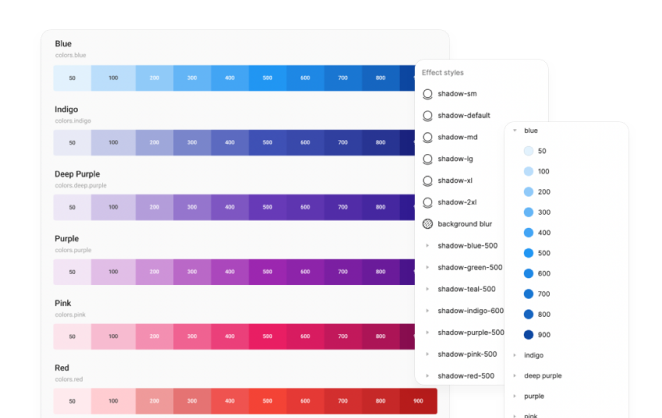 Blue
colors.blue
50 100 200 300 400 500 600 700 800
Indigo
colors.indigo
50 100 200 300 400 500 600 700 800
Deep Purple
colors.deep.purple
50 100 200 300 400 500 600 700 800
Purple
colors.purple
50 100 200 300 400 500 600 700 800
Pink
colors.pink
50 100 200 300 400 500 600 700 800
Red
colors.red
50 100 200 300 400 500 600 700 800 900
Effect styles
shadow-sm
shadow-default
shadow-md
shadow-lg
shadow-xl
shadow-2xl
background blur
shadow-blue-500
shadow-green-500
shadow-teal-500
shadow-indigo-600
shadow-purple-500
shadow-pink-500
shadow-red-500
blue
50
100
200
300
400
500
600
700
800
900
indigo
deep purple
purple
pink